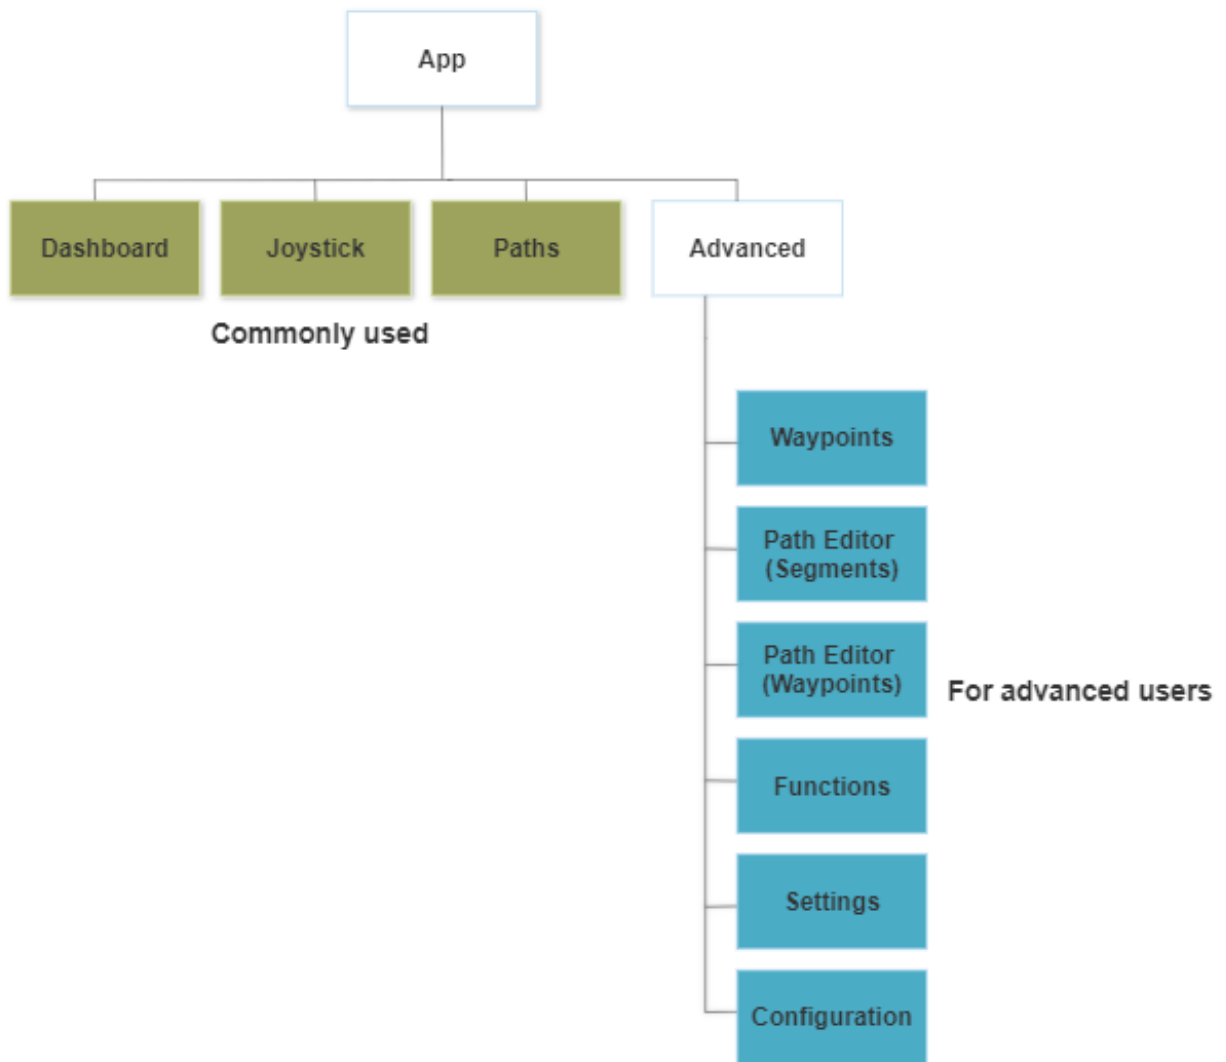 App
Dashboard
Joystick
Paths
Advanced
Commonly used
Waypoints
Path Editor
(Segments)
Path Editor
(Waypoints)
For advanced users
Functions
Settings
Configuration